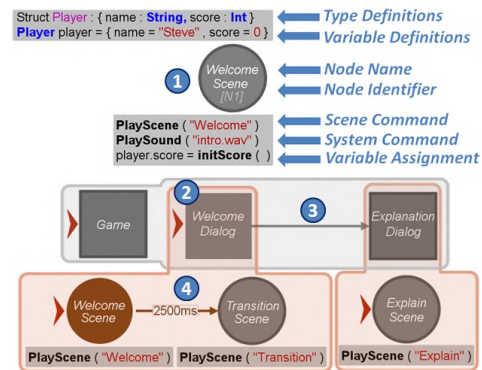 Struct Player : { name : String, score : Int }
Type Definitions
Player player = { name = "Steve" , score = 0 }
Variable Definitions
Welcome
Scene
[N1]
Node Name
Node Identifier
1
PlayScene ( "Welcome" )
Scene Command
PlaySound ( "intro.wav" )
System Command
player.score = initScore ( )
Variable Assignment
2
3
Game
Welcome
Dialog
Explanation
Dialog
4
Welcome
Scene
2500ms
Transition
Scene
Explain
Scene
PlayScene ( "Welcome" )
PlayScene ( "Transition" )
PlayScene ( "Explain" )